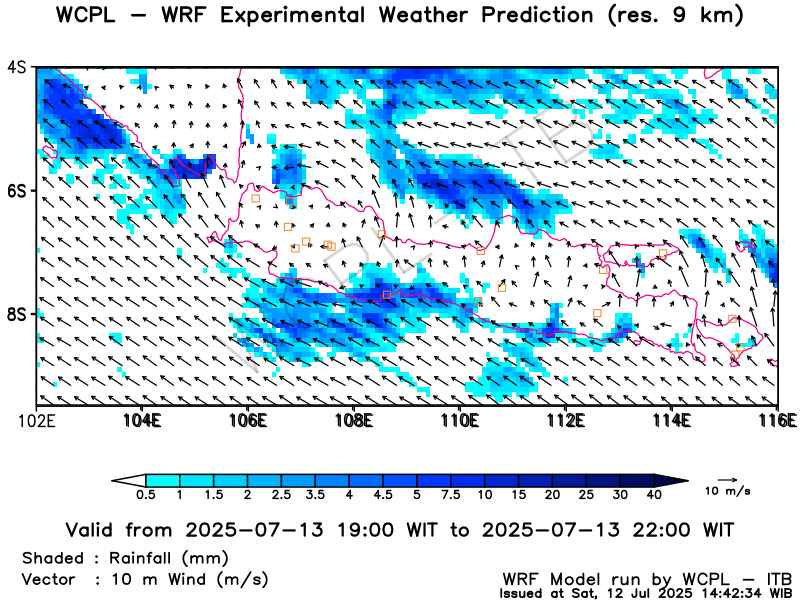 WCPL – WRF Experimental Weather Prediction (res. 9 km)
4S
6S
8S
102E 104E 106E 108E 110E 112E 114E 116E
0.5 1 1.5 2 2.5 3.5 4 4.5 5 7.5 10 15 20 25 30 40
10 m/s
Valid from 2025-07-13 19:00 WIT to 2025-07-13 22:00 WIT
Shaded : Rainfall (mm)
Vector : 10 m Wind (m/s)
WRF Model run by WCPL – ITB
Issued at Sat, 12 Jul 2025 14:42:34 WIB